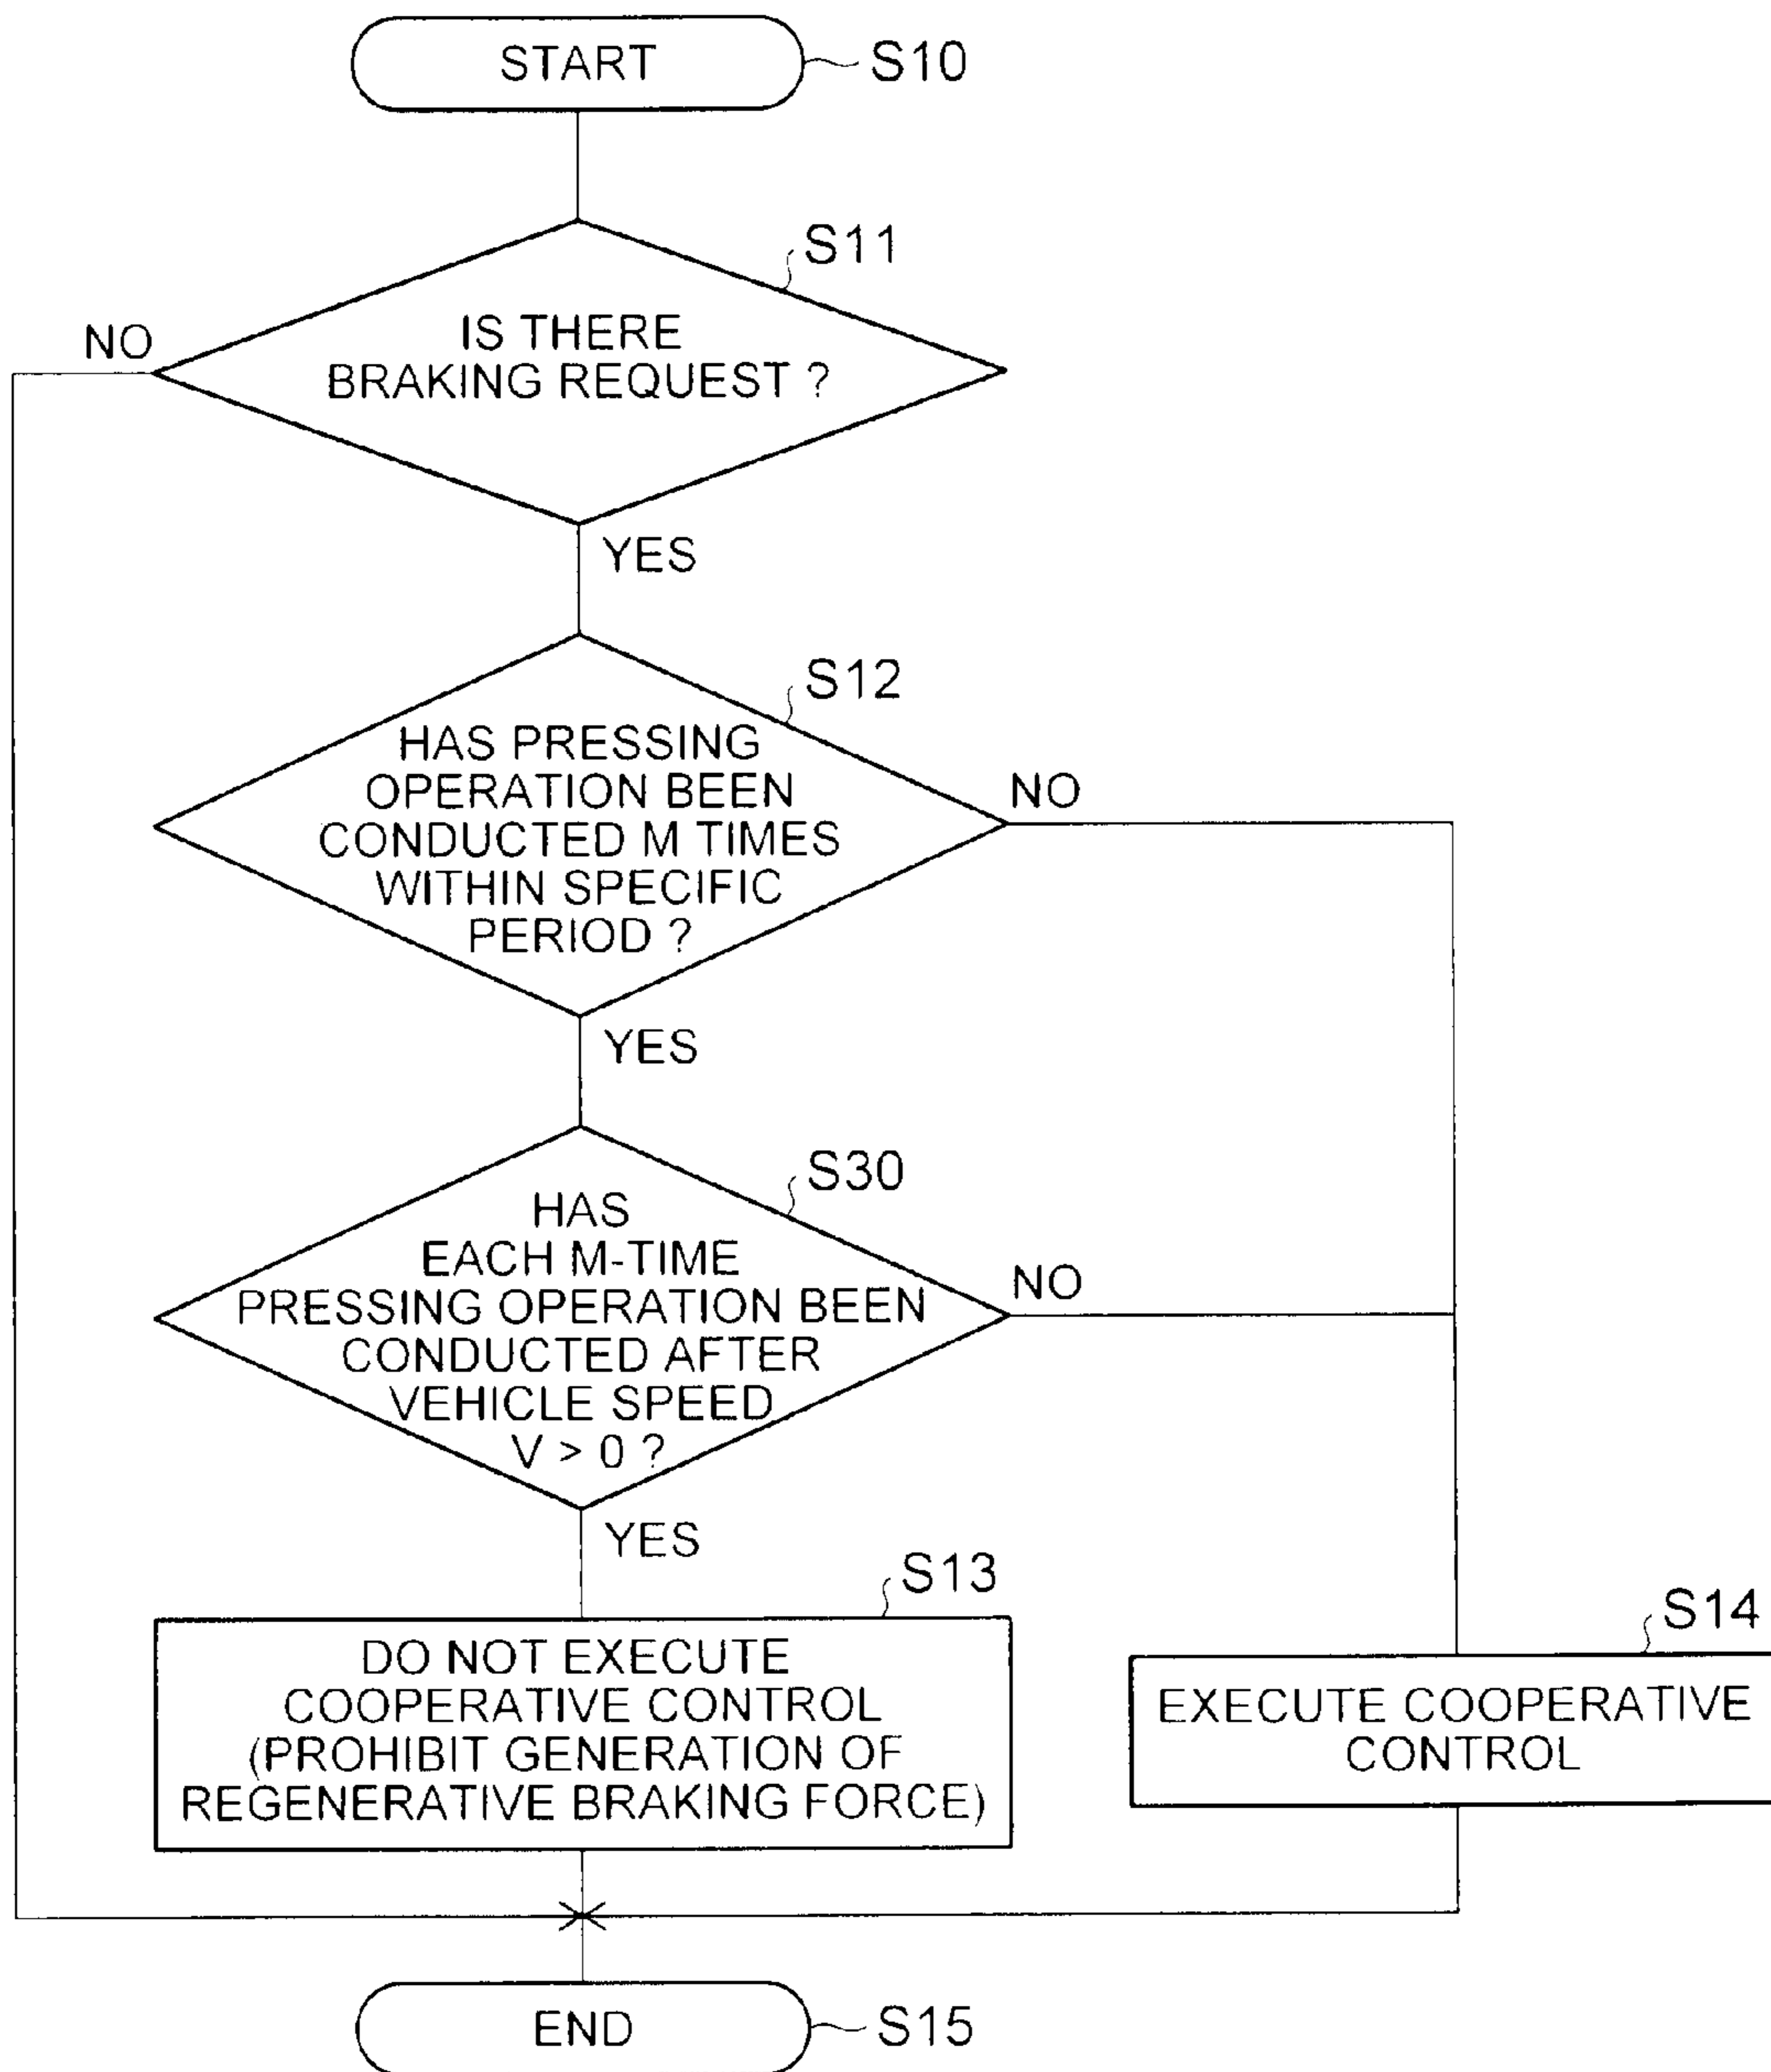 START
S10
S11
IS THERE
BRAKING REQUEST ?
NO
YES
S12
HAS PRESSING
OPERATION BEEN
CONDUCTED M TIMES
WITHIN SPECIFIC
PERIOD ?
NO
YES
S30
HAS
EACH M-TIME
PRESSING OPERATION BEEN
CONDUCTED AFTER
VEHICLE SPEED
V > 0 ?
NO
YES
S13
DO NOT EXECUTE
COOPERATIVE CONTROL
(PROHIBIT GENERATION OF
REGENERATIVE BRAKING FORCE)
S14
EXECUTE COOPERATIVE
CONTROL
END
S15